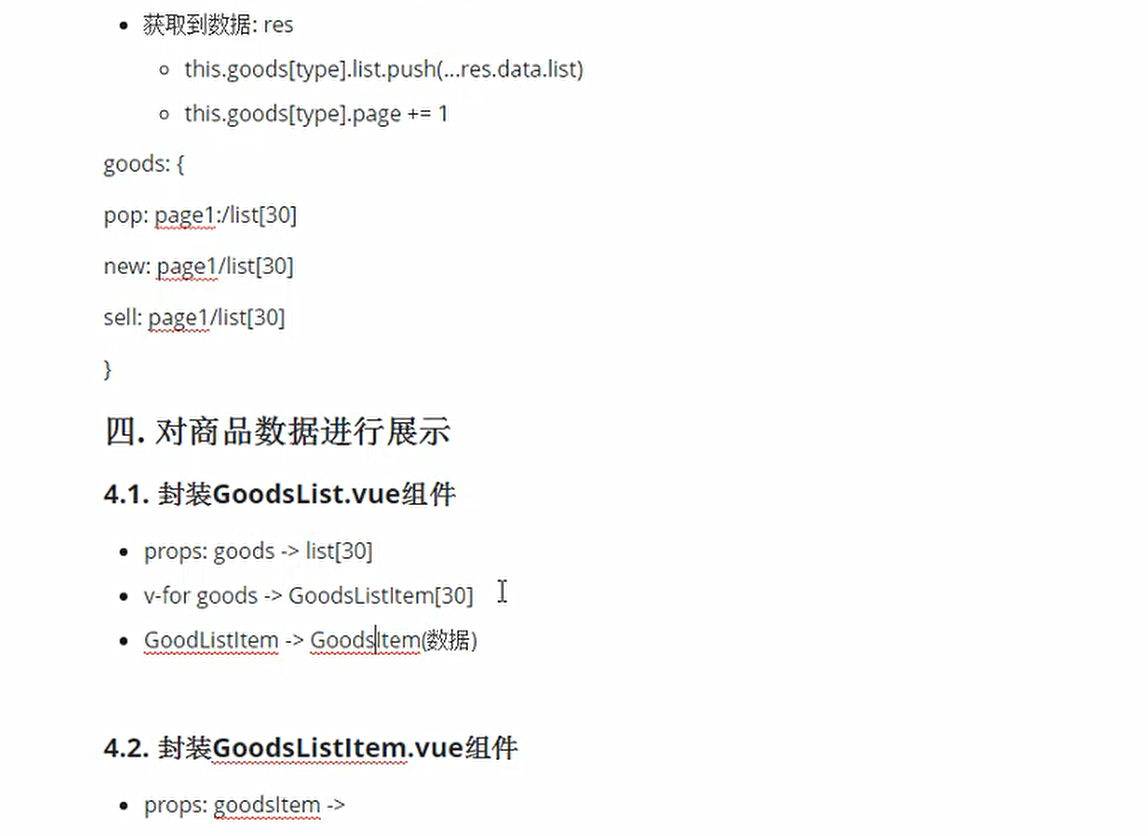 获取到数据: res
this.goods[type].list.push(...res.data.list)
this.goods[type].page += 1
goods: {
pop: page1:/list[30]
new: page1/list[30]
sell: page1/list[30]
}
四. 对商品数据进行展示
4.1. 封装GoodsList.vue组件
props: goods -> list[30]
v-for goods -> GoodsListItem[30]
GoodListItem -> GoodsItem(数据)
4.2. 封装GoodsListItem.vue组件
props: goodsItem ->